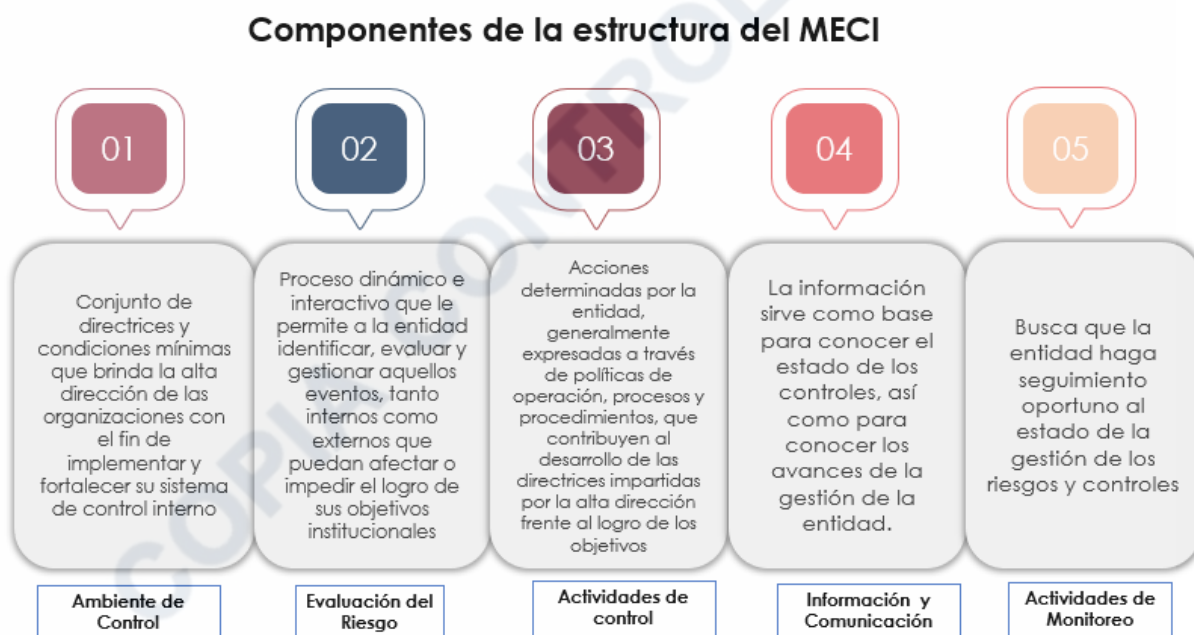 Componentes de la estructura del MECI
01
Conjunto de
directrices y
condiciones mínimas
que brinda la alta
dirección de las
organizaciones con
el fin de
implementar y
fortalecer su sistema
de control interno
Ambiente de
Control
02
Proceso dinámico e
interactivo que le
permite a la entidad
identificar, evaluar y
gestionar aquellos
eventos, tanto
internos como
externos que
puedan afectar o
impedir el logro de
sus objetivos
institucionales
Evaluación del
Riesgo
03
Acciones
determinadas por la
entidad,
generalmente
expresadas a través
de políticas de
operación, procesos y
procedimientos, que
contribuyen al
desarrollo de las
directrices impartidas
por la alta dirección
frente al logro de los
objetivos
Actividades de
control
04
La información
sirve como base
para conocer el
estado de los
controles, así
como para
conocer los
avances de la
gestión de la
entidad.
Información y
Comunicación
05
Busca que la
entidad haga
seguimiento
oportuno al
estado de la
gestión de los
riesgos y controles
Actividades de
Monitoreo
COPIA CONTROL